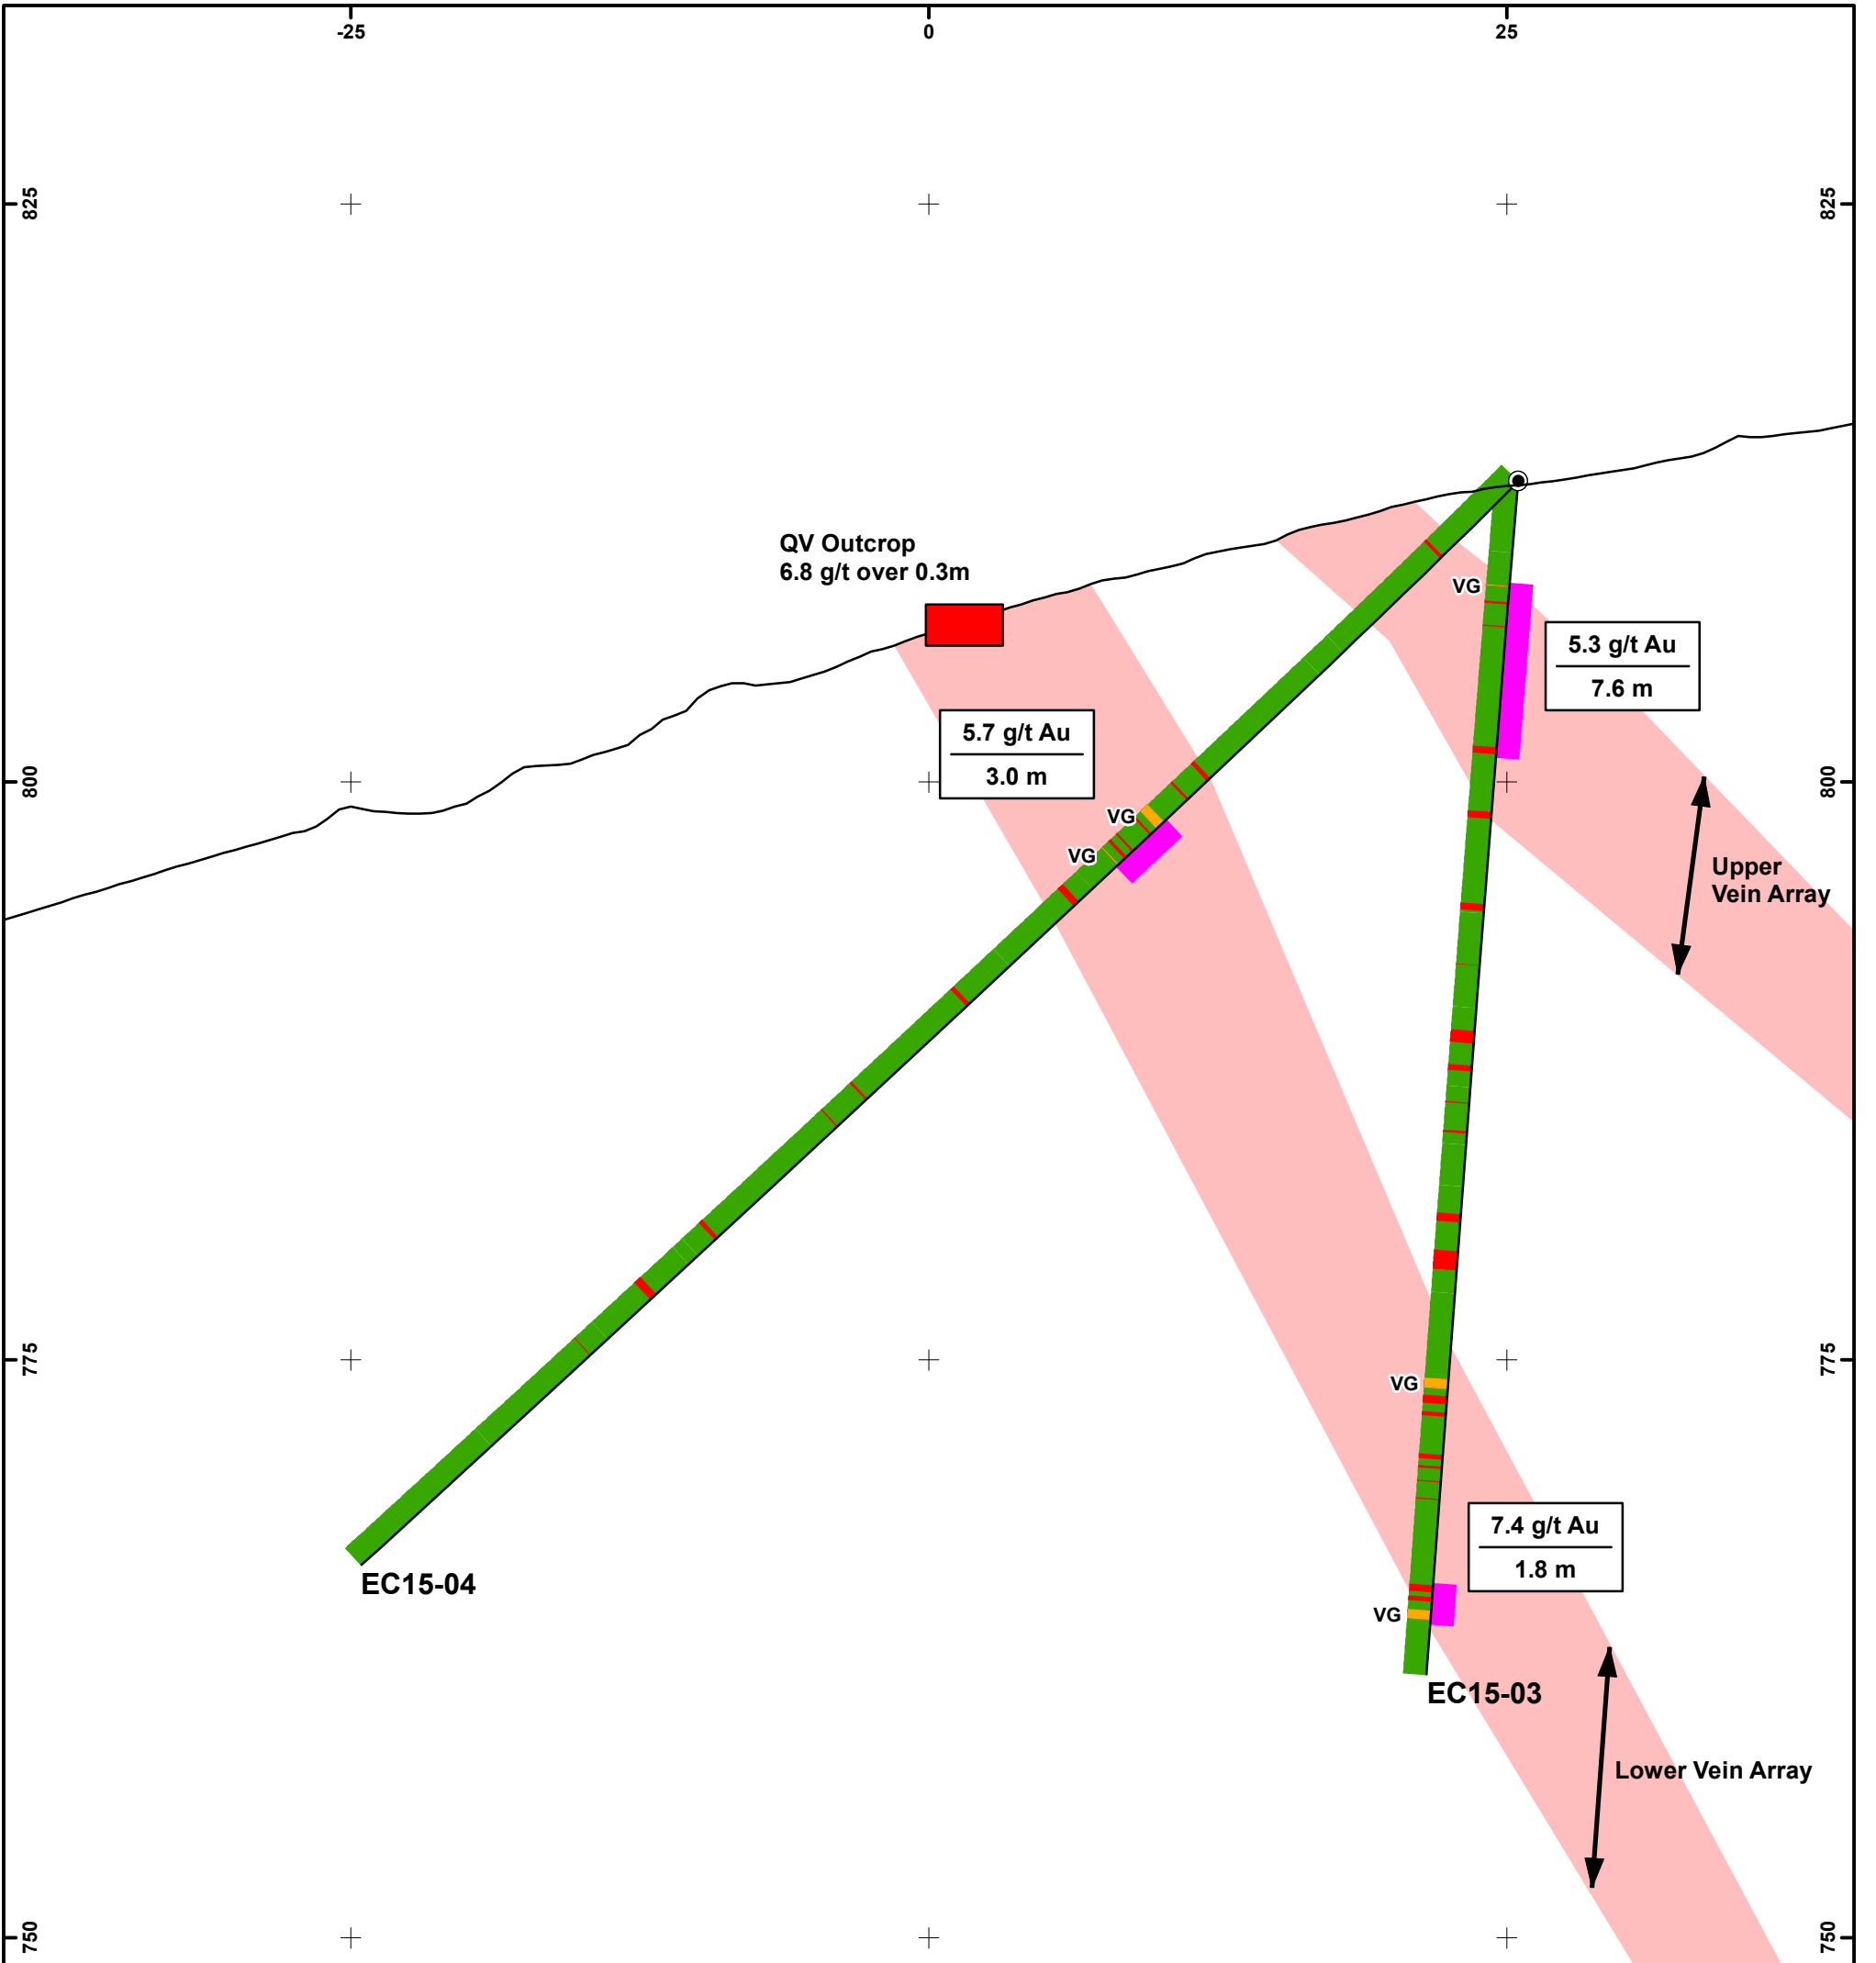 -25
0
25
825
825
QV Outcrop
6.8 g/t over 0.3m
VG
5.3 g/t Au
7.6 m
5.7 g/t Au
3.0 m
800
800
VG
VG
Upper
Vein Array
775
775
VG
7.4 g/t Au
1.8 m
EC15-04
VG
EC15-03
Lower Vein Array
750
750